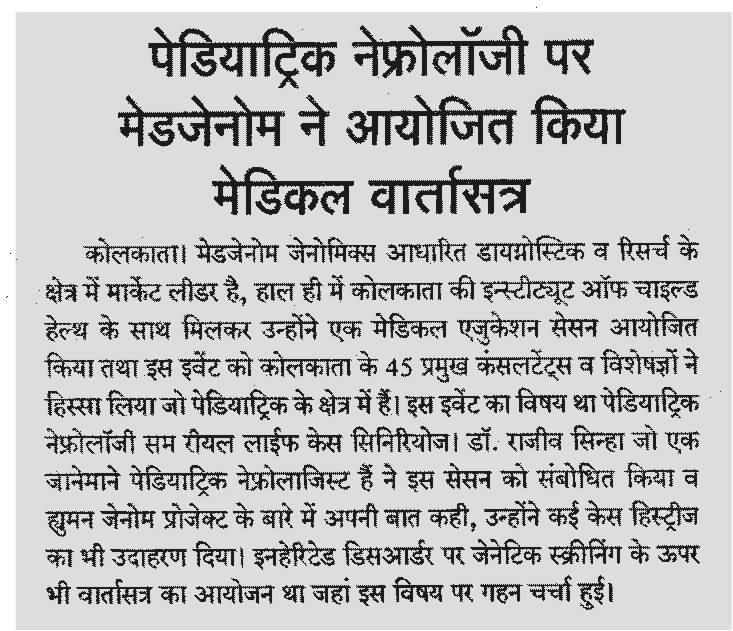 पेडियाट्रिक नेफ्रोलॉजी पर
मेडजेनोम ने आयोजित किया
मेडिकल वार्तासत्र
कोलकाता। मेडजेनोम जेनोमिक्स आधारित डायग्नोस्टिक व रिसर्च के
क्षेत्र में मार्केट लीडर है, हाल ही में कोलकाता की इन्स्टीट्यूट ऑफ चाइल्ड
हेल्थ के साथ मिलकर उन्होंने एक मेडिकल एजुकेशन सेसन आयोजित
किया तथा इस इवेंट को कोलकाता के 45 प्रमुख कंसलटेंट्स व विशेषज्ञों ने
हिस्सा लिया जो पेडियाट्रिक के क्षेत्र में हैं। इस इवेंट का विषय था पेडियाट्रिक
नेफ्रोलॉजी सम रीयल लाईफ केस सिनिरियोज। डॉ. राजीव सिन्हा जो एक
जानेमाने पेडियाट्रिक नेफ्रोलाजिस्ट हैं ने इस सेसन को संबोधित किया व
ह्युमन जेनोम प्रोजेक्ट के बारे में अपनी बात कही, उन्होंने कई केस हिस्ट्रीज
का भी उदाहरण दिया। इनहेरिटेड डिसआर्डर पर जेनेटिक स्क्रीनिंग के ऊपर
भी वार्तासत्र का आयोजन था जहां इस विषय पर गहन चर्चा हुई।